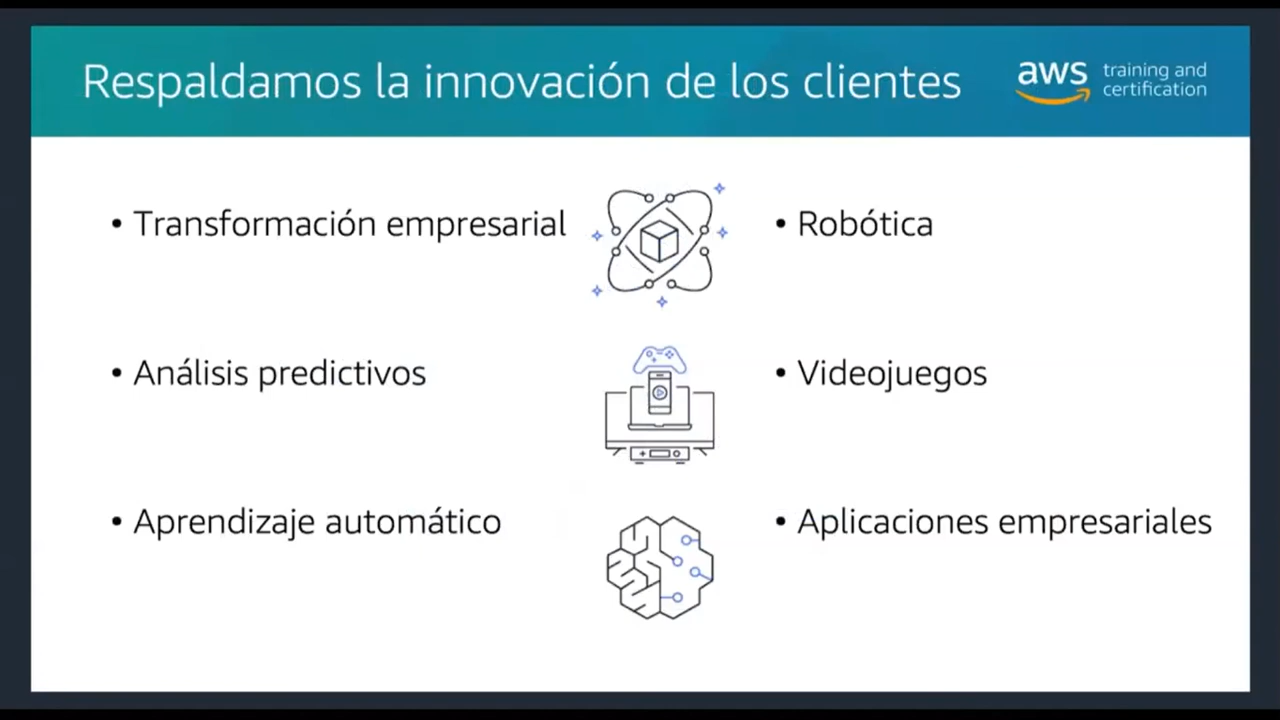 Respaldamos la innovación de los clientes
aws training and
certification
• Transformación empresarial
• Robótica
• Análisis predictivos
• Videojuegos
• Aprendizaje automático
• Aplicaciones empresariales